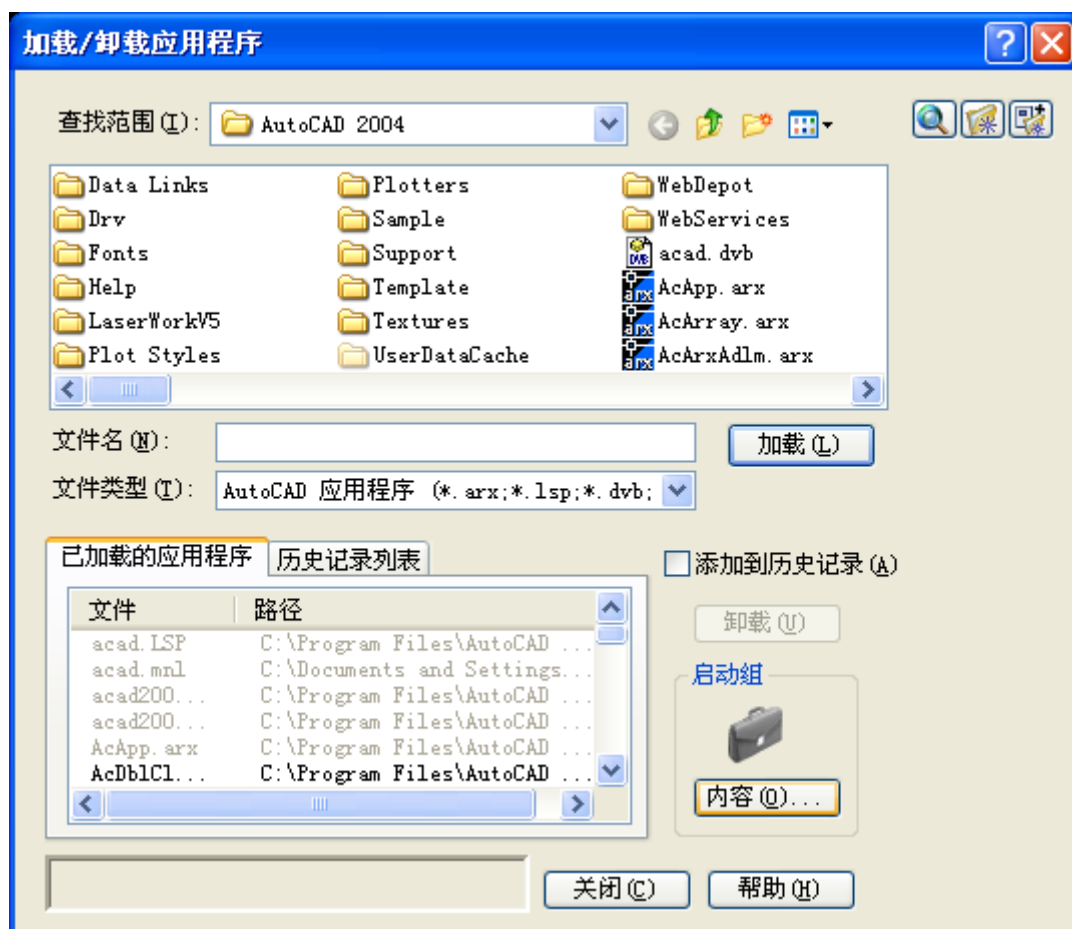 加载/卸载应用程序
查找范围(I): AutoCAD 2004
Data Links Plotters WebDepot
Drv Sample WebServices
Fonts Support acad.dvb
Help Template AcApp.arx
LaserWorkV5 Textures AcArray.arx
Plot Styles UserDataCache AcArxAdlm.arx
文件名(N): 加载(L)
文件类型(T): AutoCAD 应用程序 (*.arx;*.lsp;*.dvb;
已加载的应用程序 历史记录列表 添加到历史记录(A)
文件 路径
卸载(U)
acad.LSP C:\Program Files\AutoCAD ...
acad.mnl C:\Documents and Settings...
启动组
acad200... C:\Program Files\AutoCAD ...
acad200... C:\Program Files\AutoCAD ...
AcApp.arx C:\Program Files\AutoCAD ...
AcDblCl... C:\Program Files\AutoCAD ...
内容(O)...
关闭(C) 帮助(H)